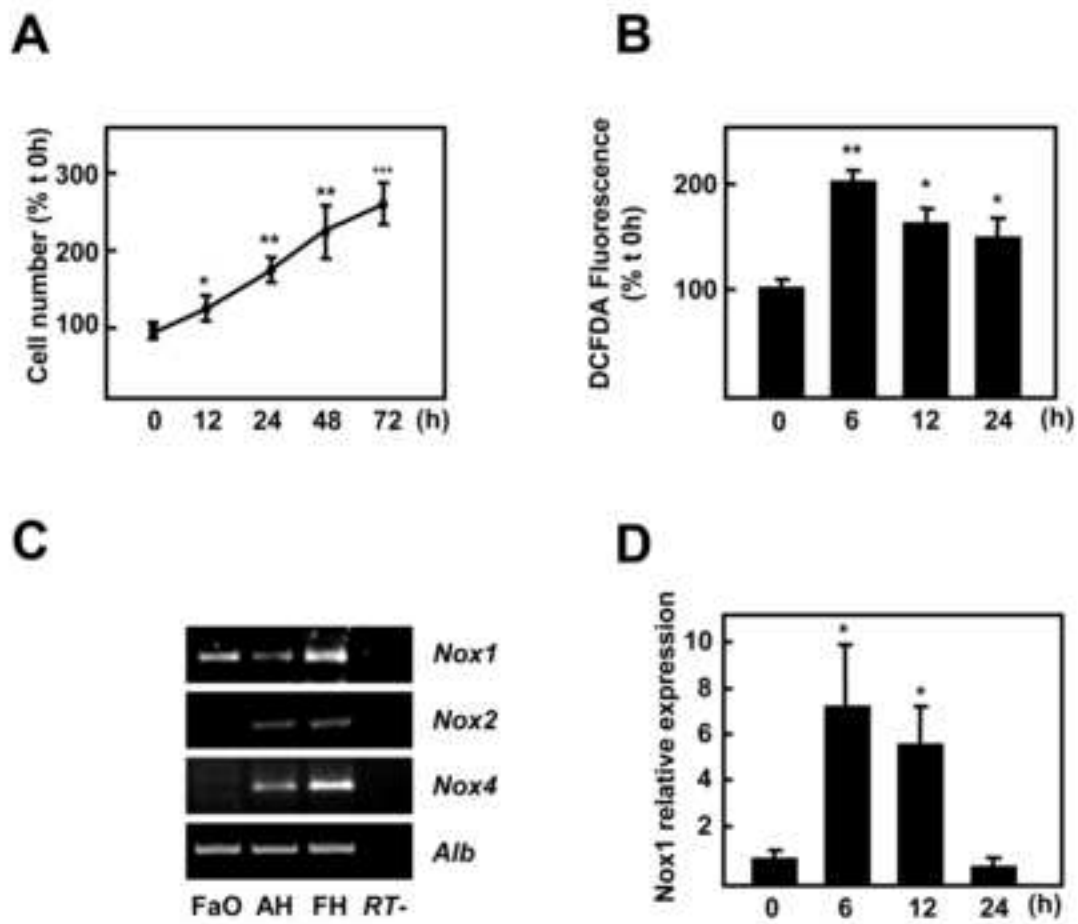 A
Cell number (% t 0h)
300
200
100
*
**
**
***
0 12 24 48 72 (h)
B
DCFDA Fluorescence
(% t 0h)
200
100
**
*
*
0 6 12 24 (h)
C
Nox1
Nox2
Nox4
Alb
FaO AH FH RT-
D
Nox1 relative expression
10
8
6
4
2
*
*
0 6 12 24 (h)